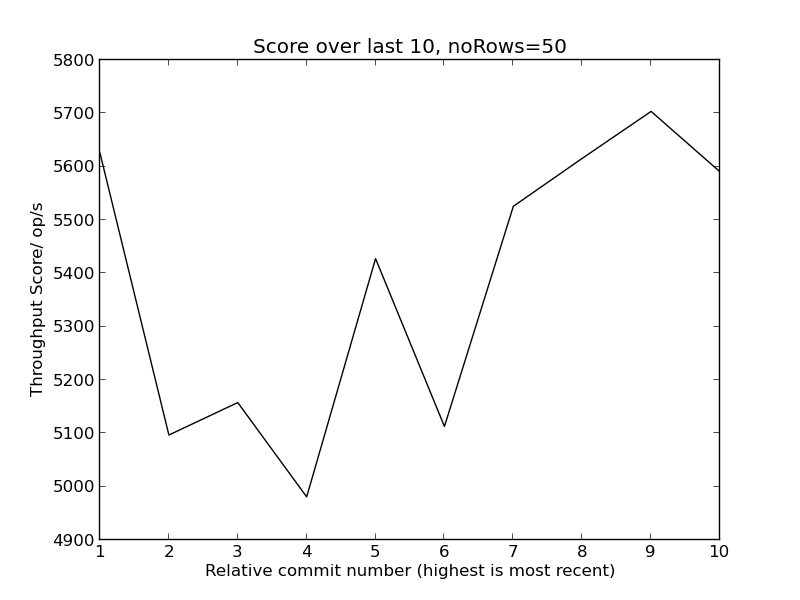 Score over last 10, noRows=50
5800
5700
5600
5500
5400
5300
5200
5100
5000
4900
Throughput Score/ op/s
1 2 3 4 5 6 7 8 9 10
Relative commit number (highest is most recent)